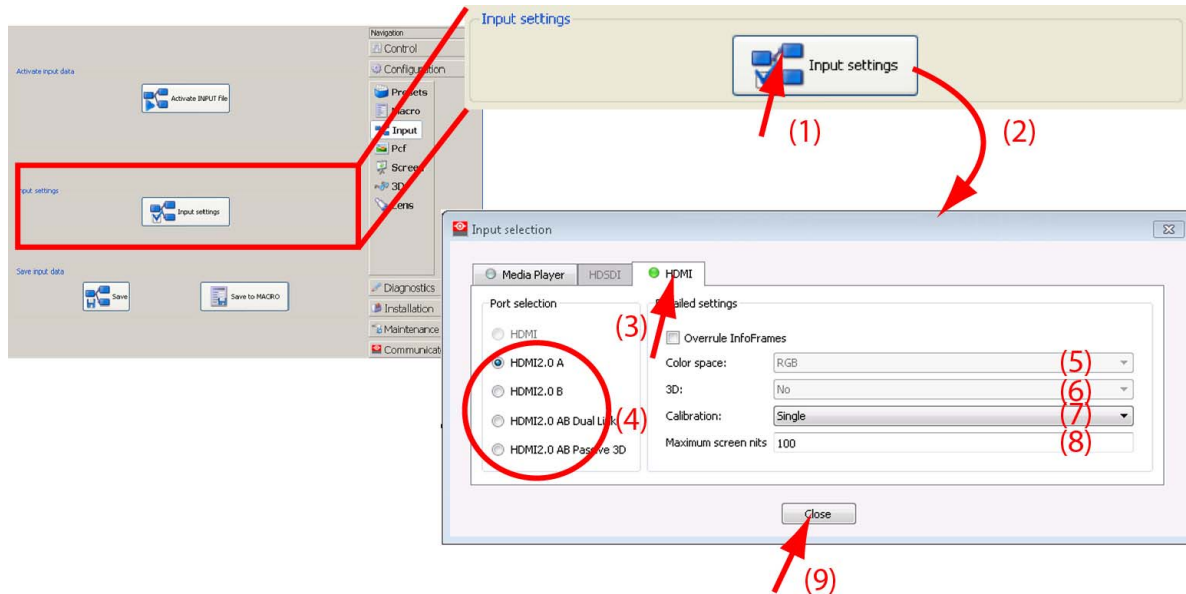 Navigation
Control
Configuration
Activate input data
Activate INPUT file
Presets
Macro
Input
Pcf
Screen
3D
Lens
Input settings
Input settings
Save input data
Save
Save to MACRO
Diagnostics
Installation
Maintenance
Communicat
Input settings
Input settings
(1)
(2)
Input selection
Media Player
HDSDI
HDMI
Port selection
Detailed settings
HDMI
(3)
Overrule InfoFrames
HDMI2.0 A
Color space:
RGB
(5)
HDMI2.0 B
3D:
No
(6)
HDMI2.0 AB Dual Link
(4)
Calibration:
Single
(7)
HDMI2.0 AB Passive 3D
Maximum screen nits
100
(8)
Close
(9)